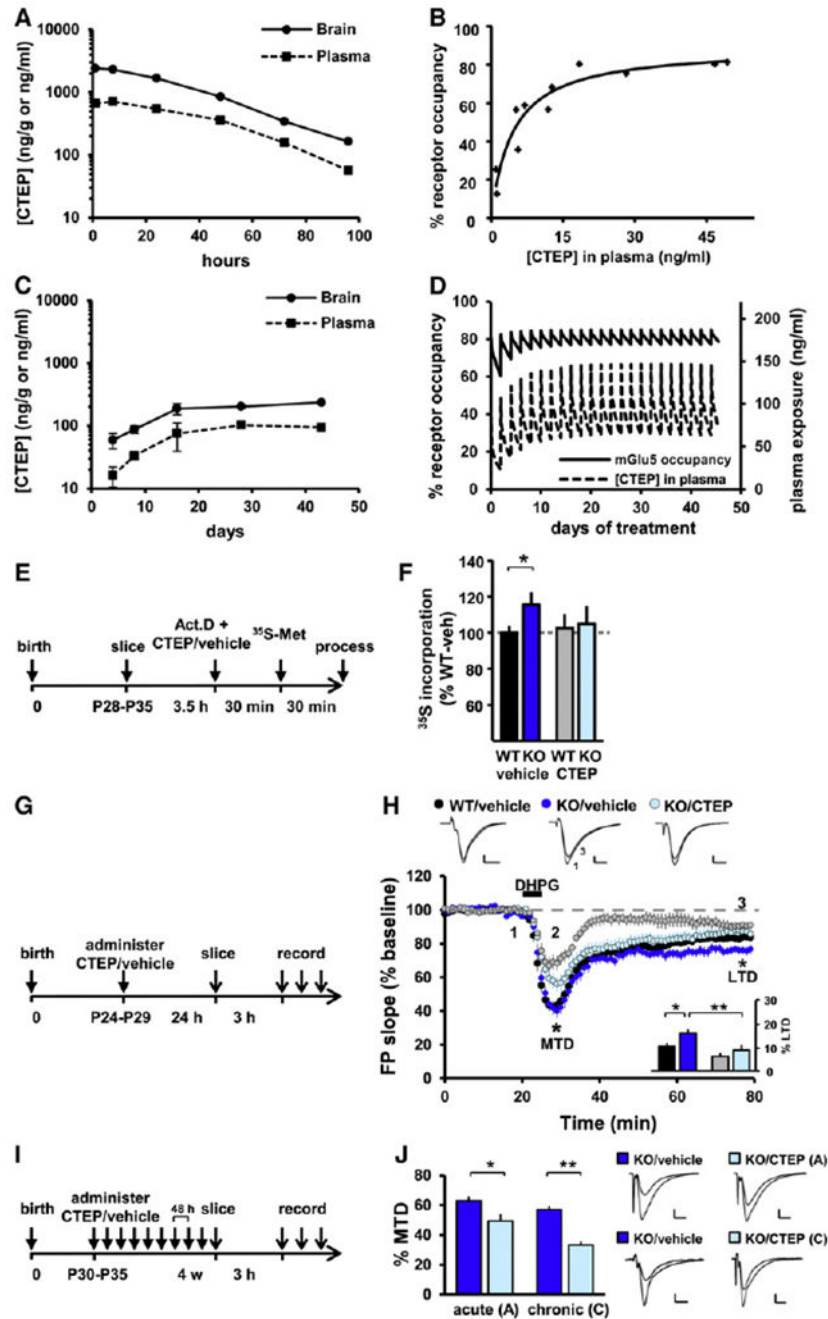 A
[CTEP] (ng/g or ng/ml)
10000
1000
100
10
Brain
Plasma
0 20 40 60 80 100
hours
B
% receptor occupancy
100
80
60
40
20
0
0 15 30 45
[CTEP] in plasma (ng/ml)
C
[CTEP] (ng/g or ng/ml)
10000
1000
100
10
Brain
Plasma
0 10 20 30 40 50
days
D
% receptor occupancy
100
80
60
40
20
0
200
150
100
50
0
plasma exposure (ng/ml)
mGlu5 occupancy
[CTEP] in plasma
0 10 20 30 40 50
days of treatment
E
birth
slice
Act.D +
CTEP/vehicle
35S-Met
process
0 P28-P35 3.5 h 30 min 30 min
F
35S incorporation
(% WT-veh)
140
120
100
80
60
*
WT KO WT KO
vehicle CTEP
G
birth
administer
CTEP/vehicle
slice
record
0 P24-P29 24 h 3 h
H
WT/vehicle KO/vehicle KO/CTEP
3
1
FP slope (% baseline)
120
100
80
60
40
20
0
DHPG
1 2 3
*
MTD
*
LTD
* **
30
20
10
0
% LTD
0 20 40 60 80
Time (min)
I
birth
administer
CTEP/vehicle
48 h
slice
record
0 P30-P35 4 w 3 h
J
% MTD
80
60
40
20
0
* **
acute (A) chronic (C)
KO/vehicle KO/CTEP (A)
KO/vehicle KO/CTEP (C)